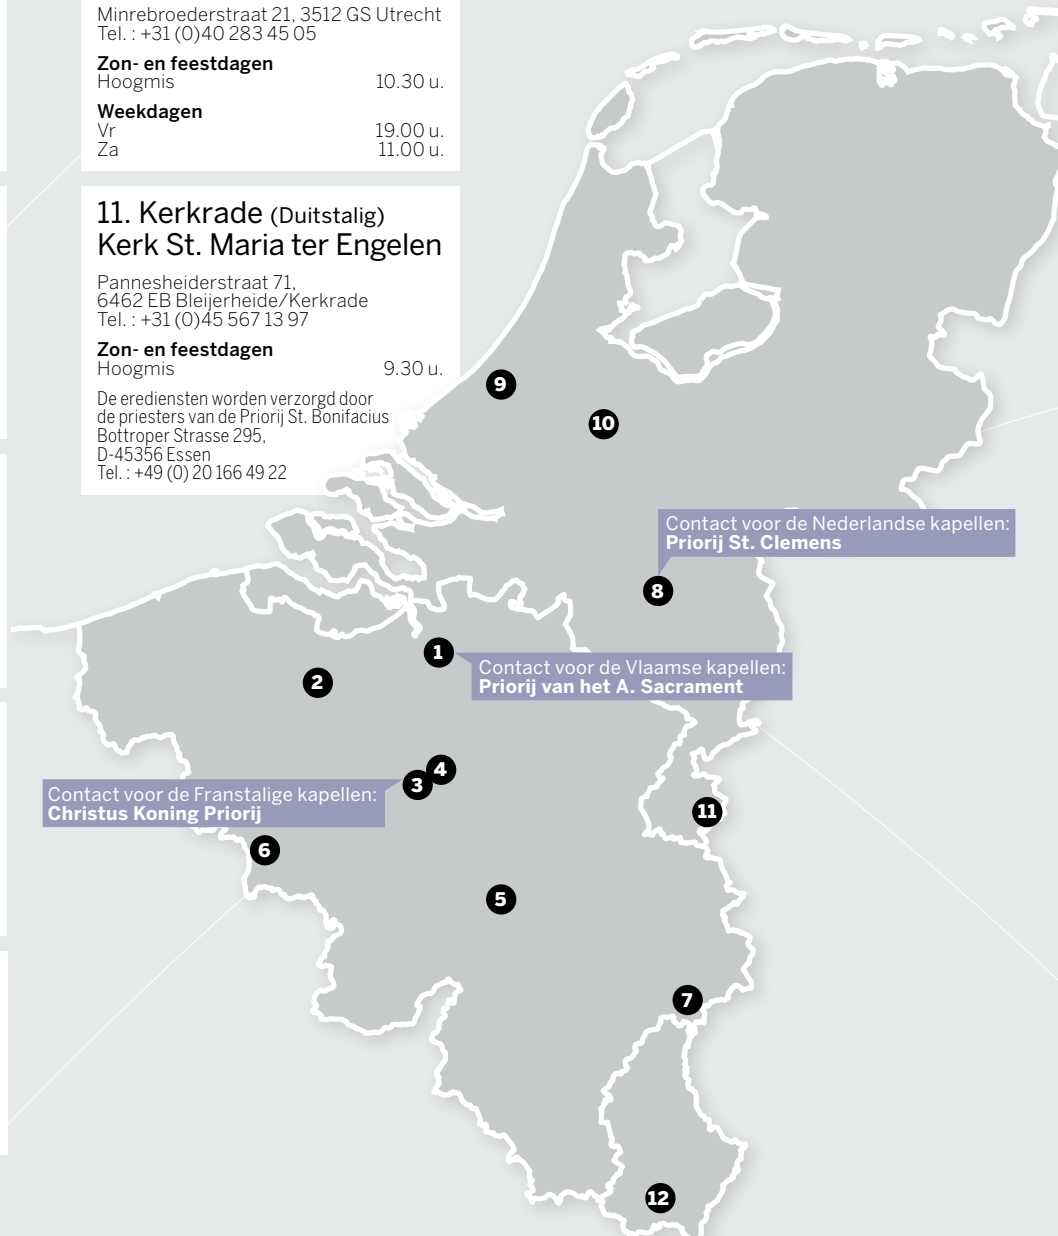 Minrebroederstraat 21, 3512 GS Utrecht
Tel. : +31 (0)40 283 45 05
Zon- en feestdagen
Hoogmis 10.30 u.
Weekdagen
Vr 19.00 u.
Za 11.00 u.
11. Kerkrade (Duitstalig)
Kerk St. Maria ter Engelen
Pannesheiderstraat 71,
6462 EB Bleijerheide/Kerkrade
Tel. : +31 (0)45 567 13 97
Zon- en feestdagen
Hoogmis 9.30 u.
De erediensten worden verzorgd door
de priesters van de Priorij St. Bonifacius
Bottroper Strasse 295,
D-45356 Essen
Tel. : +49 (0) 20 166 49 22
9
10
Contact voor de Nederlandse kapellen:
Priorij St. Clemens
8
1
Contact voor de Vlaamse kapellen:
Priorij van het A. Sacrament
2
4
3
Contact voor de Franstalige kapellen:
Christus Koning Priorij
11
6
5
7
12